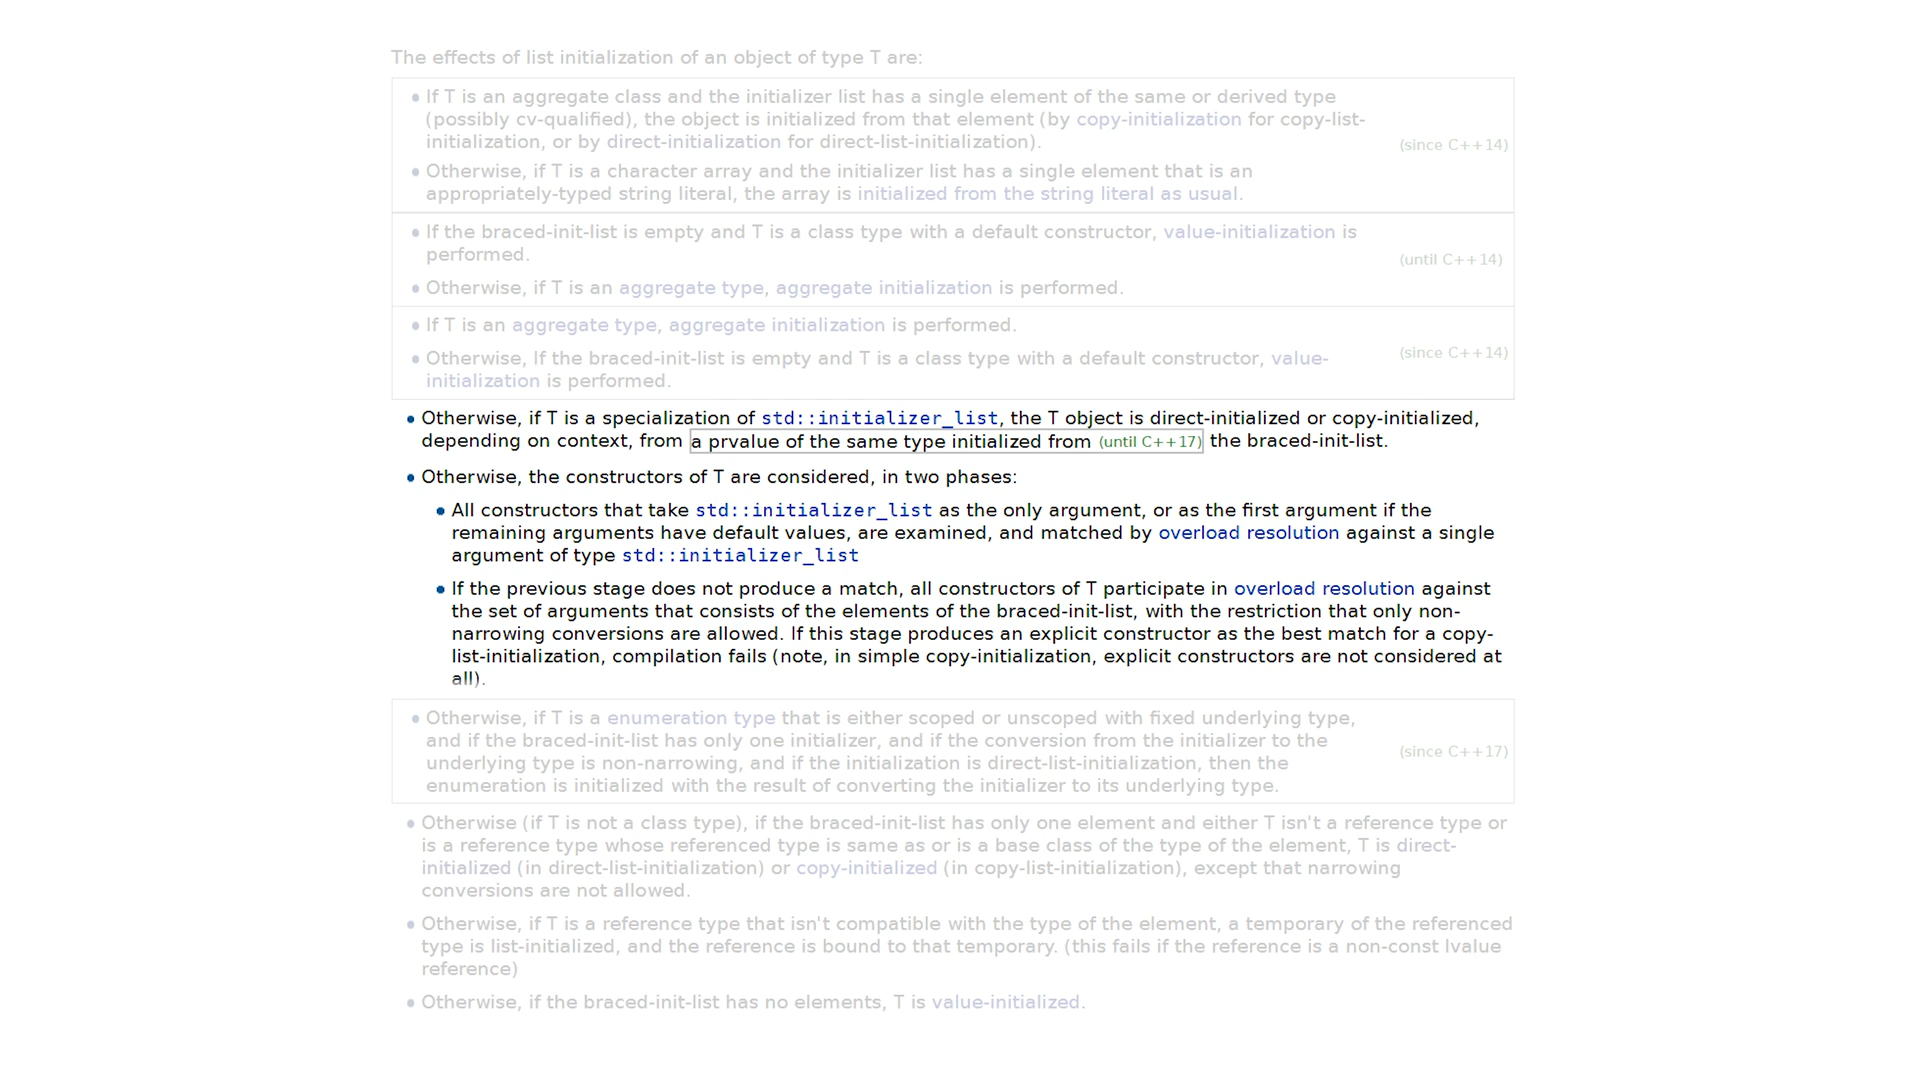 The effects of list initialization of an object of type T are:
• If T is an aggregate class and the initializer list has a single element of the same or derived type
(possibly cv-qualified), the object is initialized from that element (by copy-initialization for copy-list-
initialization, or by direct-initialization for direct-list-initialization).
(since C++14)
• Otherwise, if T is a character array and the initializer list has a single element that is an
appropriately-typed string literal, the array is initialized from the string literal as usual.
• If the braced-init-list is empty and T is a class type with a default constructor, value-initialization is
performed.
(until C++14)
• Otherwise, if T is an aggregate type, aggregate initialization is performed.
• If T is an aggregate type, aggregate initialization is performed.
(since C++14)
• Otherwise, If the braced-init-list is empty and T is a class type with a default constructor, value-
initialization is performed.
• Otherwise, if T is a specialization of std::initializer_list, the T object is direct-initialized or copy-initialized,
depending on context, from a prvalue of the same type initialized from (until C++17) the braced-init-list.
• Otherwise, the constructors of T are considered, in two phases:
• All constructors that take std::initializer_list as the only argument, or as the first argument if the
remaining arguments have default values, are examined, and matched by overload resolution against a single
argument of type std::initializer_list
• If the previous stage does not produce a match, all constructors of T participate in overload resolution against
the set of arguments that consists of the elements of the braced-init-list, with the restriction that only non-
narrowing conversions are allowed. If this stage produces an explicit constructor as the best match for a copy-
list-initialization, compilation fails (note, in simple copy-initialization, explicit constructors are not considered at
all).
• Otherwise, if T is a enumeration type that is either scoped or unscoped with fixed underlying type,
and if the braced-init-list has only one initializer, and if the conversion from the initializer to the
underlying type is non-narrowing, and if the initialization is direct-list-initialization, then the
enumeration is initialized with the result of converting the initializer to its underlying type.
(since C++17)
• Otherwise (if T is not a class type), if the braced-init-list has only one element and either T isn't a reference type or
is a reference type whose referenced type is same as or is a base class of the type of the element, T is direct-
initialized (in direct-list-initialization) or copy-initialized (in copy-list-initialization), except that narrowing
conversions are not allowed.
• Otherwise, if T is a reference type that isn't compatible with the type of the element, a temporary of the referenced
type is list-initialized, and the reference is bound to that temporary. (this fails if the reference is a non-const lvalue
reference)
• Otherwise, if the braced-init-list has no elements, T is value-initialized.